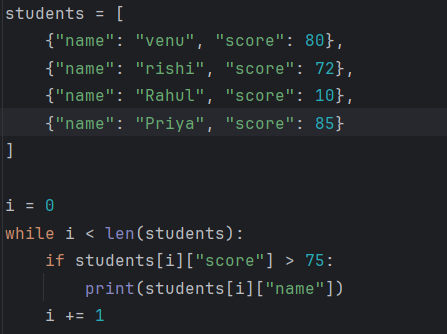 students = [
    {"name": "venu", "score": 80},
    {"name": "rishi", "score": 72},
    {"name": "Rahul", "score": 10},
    {"name": "Priya", "score": 85}
]

i = 0
while i < len(students):
    if students[i]["score"] > 75:
        print(students[i]["name"])
    i += 1